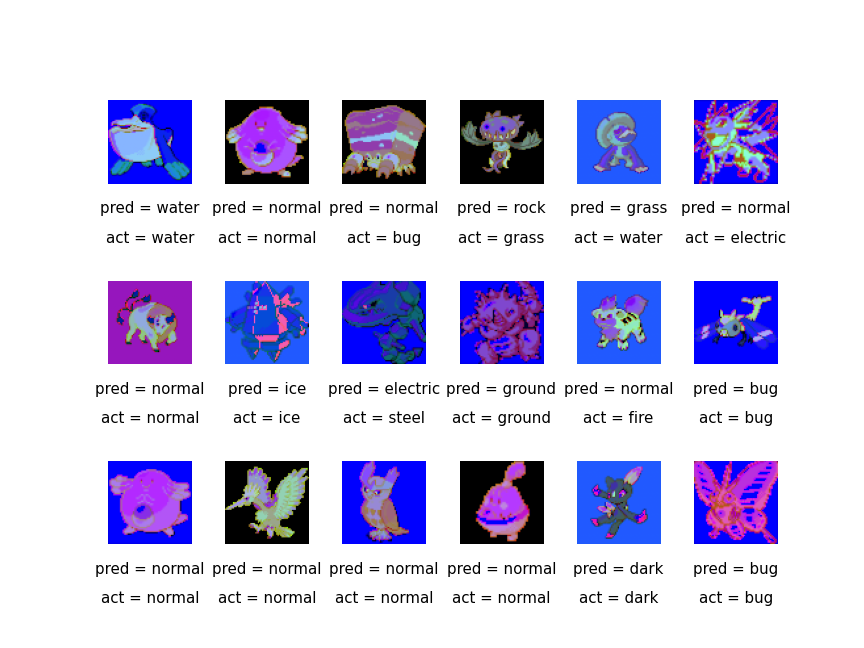 pred = water pred = normal pred = normal pred = rock pred = grass pred = normal
act = water act = normal act = bug act = grass act = water act = electric
pred = normal pred = ice pred = electric pred = ground pred = normal pred = bug
act = normal act = ice act = steel act = ground act = fire act = bug
pred = normal pred = normal pred = normal pred = normal pred = dark pred = bug
act = normal act = normal act = normal act = normal act = dark act = bug